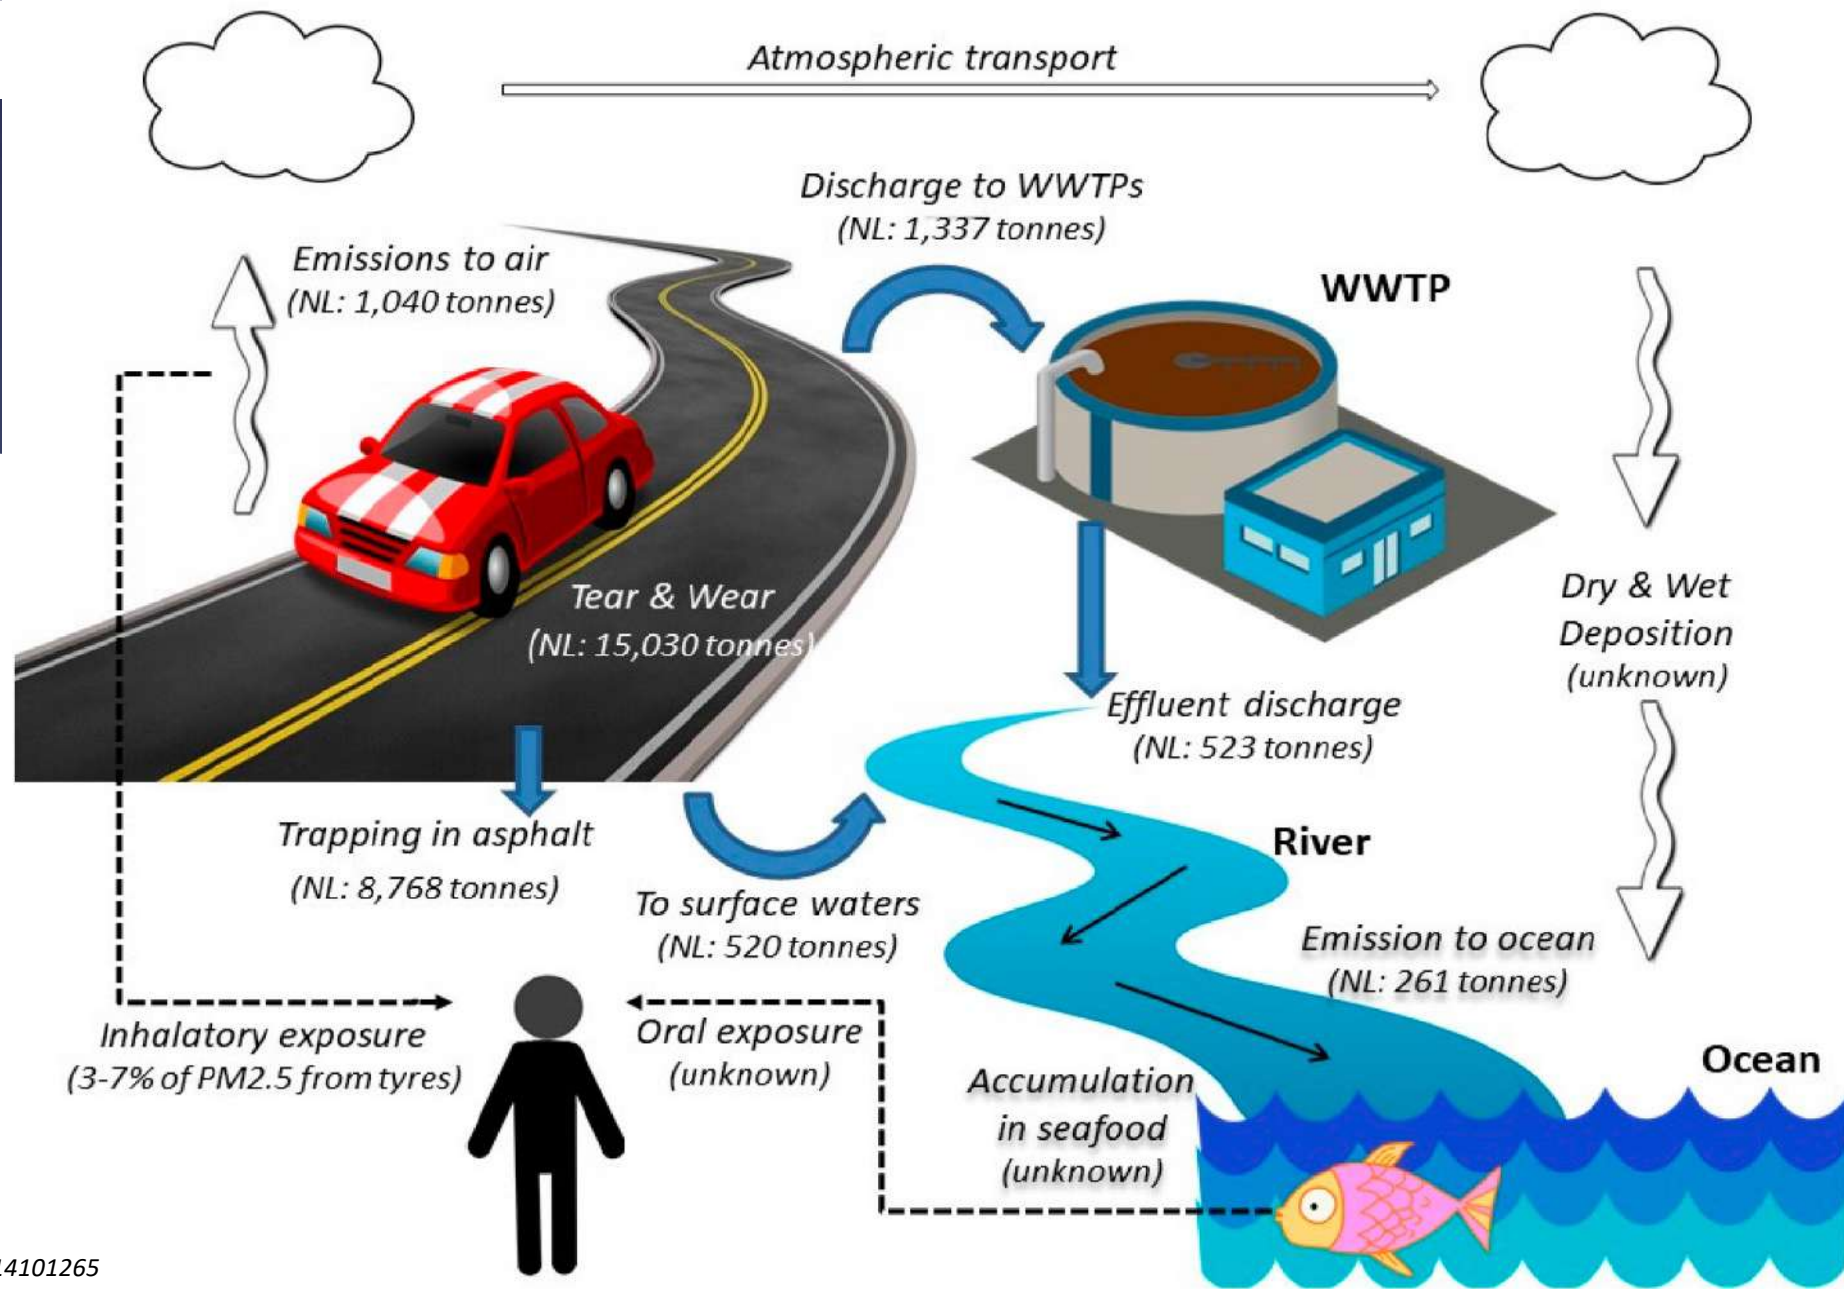 Atmospheric transport
Discharge to WWTPs
(NL: 1,337 tonnes)
Emissions to air
(NL: 1,040 tonnes)
WWTP
Tear & Wear
(NL: 15,030 tonnes)
Dry & Wet
Deposition
(unknown)
Effluent discharge
(NL: 523 tonnes)
Trapping in asphalt
(NL: 8,768 tonnes)
River
To surface waters
(NL: 520 tonnes)
Emission to ocean
(NL: 261 tonnes)
Inhalatory exposure
(3-7% of PM2.5 from tyres)
Oral exposure
(unknown)
Ocean
Accumulation
in seafood
(unknown)
14101265